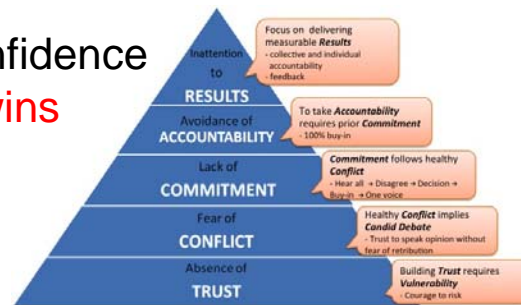 nfidence
wins
Inattention
to
RESULTS
Focus on delivering
measurable Results
- collective and individual
accountability
- feedback
Avoidance of
ACCOUNTABILITY
To take Accountability
requires prior Commitment
- 100% buy-in
Lack of
COMMITMENT
Commitment follows healthy
Conflict
- Hear all → Disagree → Decision →
Buy-in → One voice
Fear of
CONFLICT
Healthy Conflict implies
Candid Debate
- Trust to speak opinion without
fear of retribution
Absence of
TRUST
Building Trust requires
Vulnerability
- Courage to risk